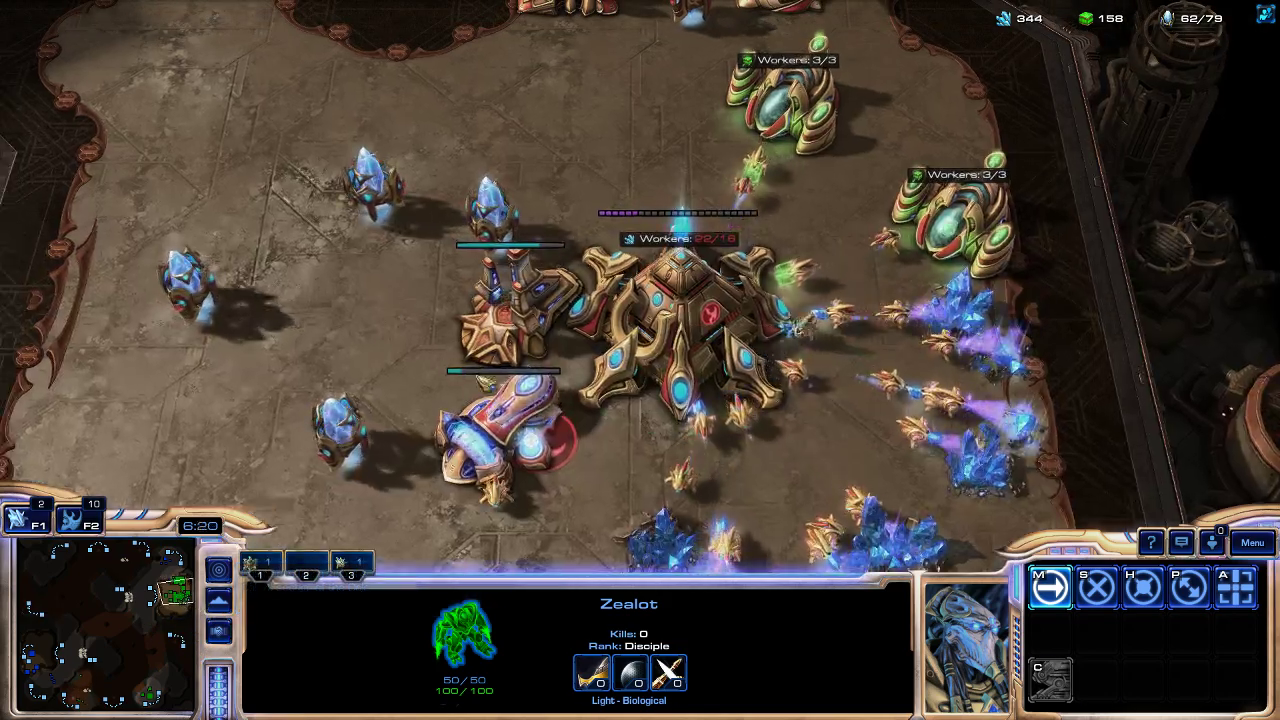 344 158 62/79
Workers: 3/3
Workers: 3/3
Workers: 22/16
2 10
F1 F2
6:20
0
? Menu
1 1
1 2 3
M S H P A
Zealot
Kills: 0
Rank: Disciple
0 0 0
50/50
100/100
Light - Biological
C